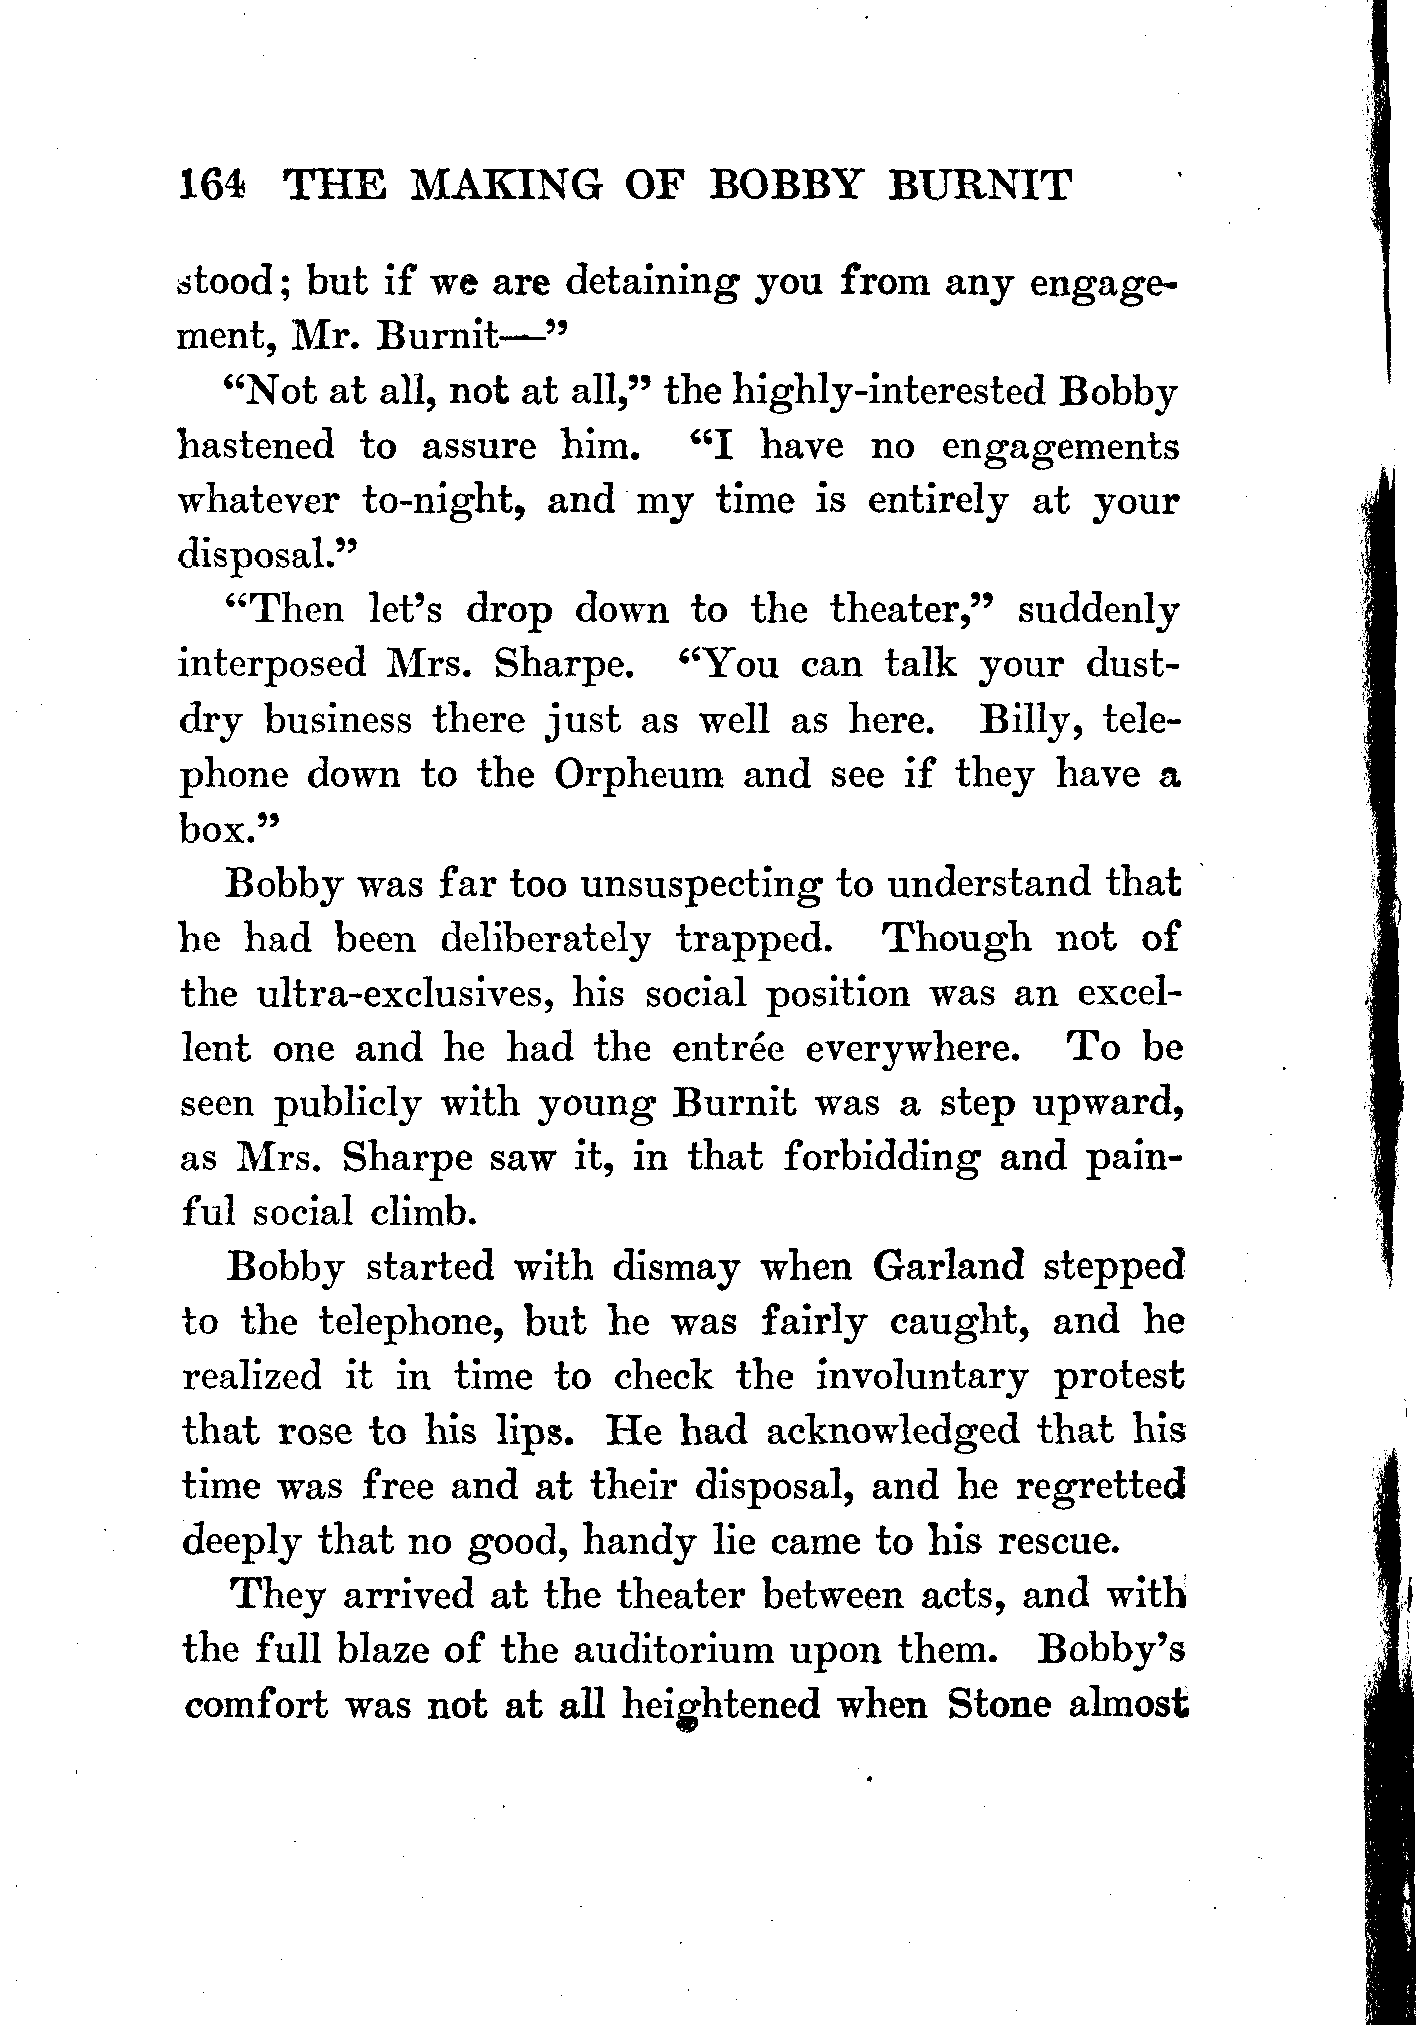 164 THE MAKING OF BOBBY BURNIT
stood; but if we are detaining you from any engage-
ment, Mr. Burnit—”
“Not at all, not at all,” the highly-interested Bobby
hastened to assure him. “I have no engagements
whatever to-night, and my time is entirely at your
disposal.”
“Then let’s drop down to the theater,” suddenly
interposed Mrs. Sharpe. “You can talk your dust-
dry business there just as well as here. Billy, tele-
phone down to the Orpheum and see if they have a
box.”
Bobby was far too unsuspecting to understand that
he had been deliberately trapped. Though not of
the ultra-exclusives, his social position was an excel-
lent one and he had the entrée everywhere. To be
seen publicly with young Burnit was a step upward,
as Mrs. Sharpe saw it, in that forbidding and pain-
ful social climb.
Bobby started with dismay when Garland stepped
to the telephone, but he was fairly caught, and he
realized it in time to check the involuntary protest
that rose to his lips. He had acknowledged that his
time was free and at their disposal, and he regretted
deeply that no good, handy lie came to his rescue.
They arrived at the theater between acts, and with
the full blaze of the auditorium upon them. Bobby’s
comfort was not at all heightened when Stone almost